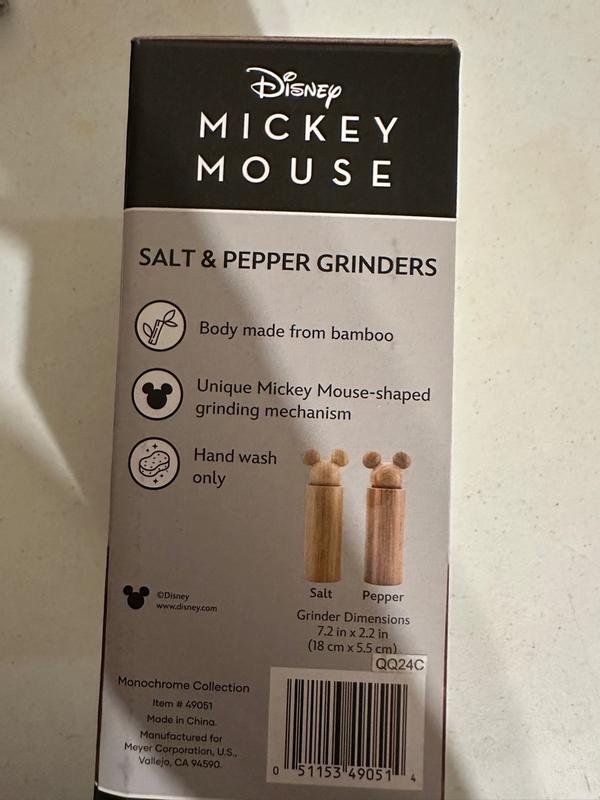 Disney
MICKEY
MOUSE
SALT & PEPPER GRINDERS
Body made from bamboo
Unique Mickey Mouse-shaped
grinding mechanism
Hand wash
only
Salt Pepper
©Disney
www.disney.com
Grinder Dimensions
7.2 in x 2.2 in
(18 cm x 5.5 cm)
QQ24C
Monochrome Collection
Item # 49051
Made in China.
Manufactured for
Meyer Corporation, U.S.,
Vallejo, CA 94590.
0 51153 49051 4